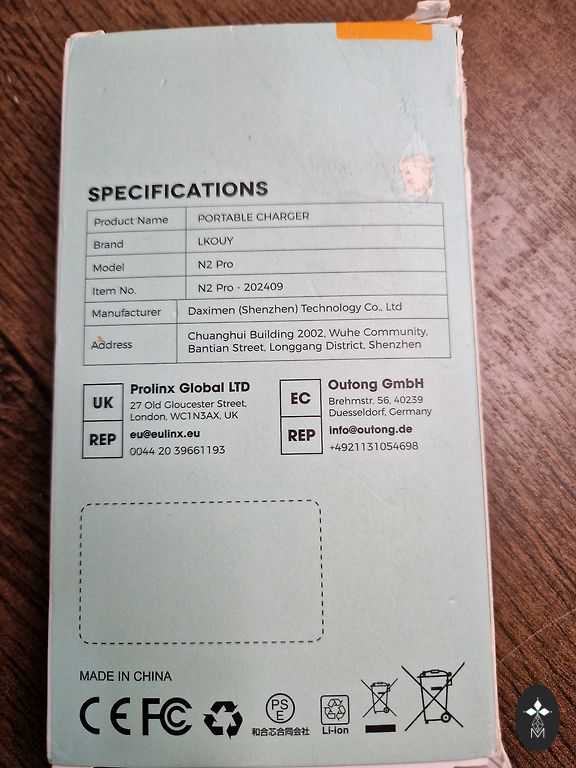 SPECIFICATIONS
Product Name PORTABLE CHARGER
Brand LKOUY
Model N2 Pro
Item No. N2 Pro - 202409
Manufacturer Daximen (Shenzhen) Technology Co., Ltd
Address Chuanghui Building 2002, Wuhe Community,
Bantian Street, Longgang District, Shenzhen
UK
REP
Prolinx Global LTD
27 Old Gloucester Street,
London, WC1N3AX, UK
eu@eulinx.eu
0044 20 39661193
EC
REP
Outong GmbH
Brehmstr. 56, 40239
Duesseldorf, Germany
info@outong.de
+4921131054698
MADE IN CHINA
CE FC
PS
E
和合芯合同会社
Li-ion
M